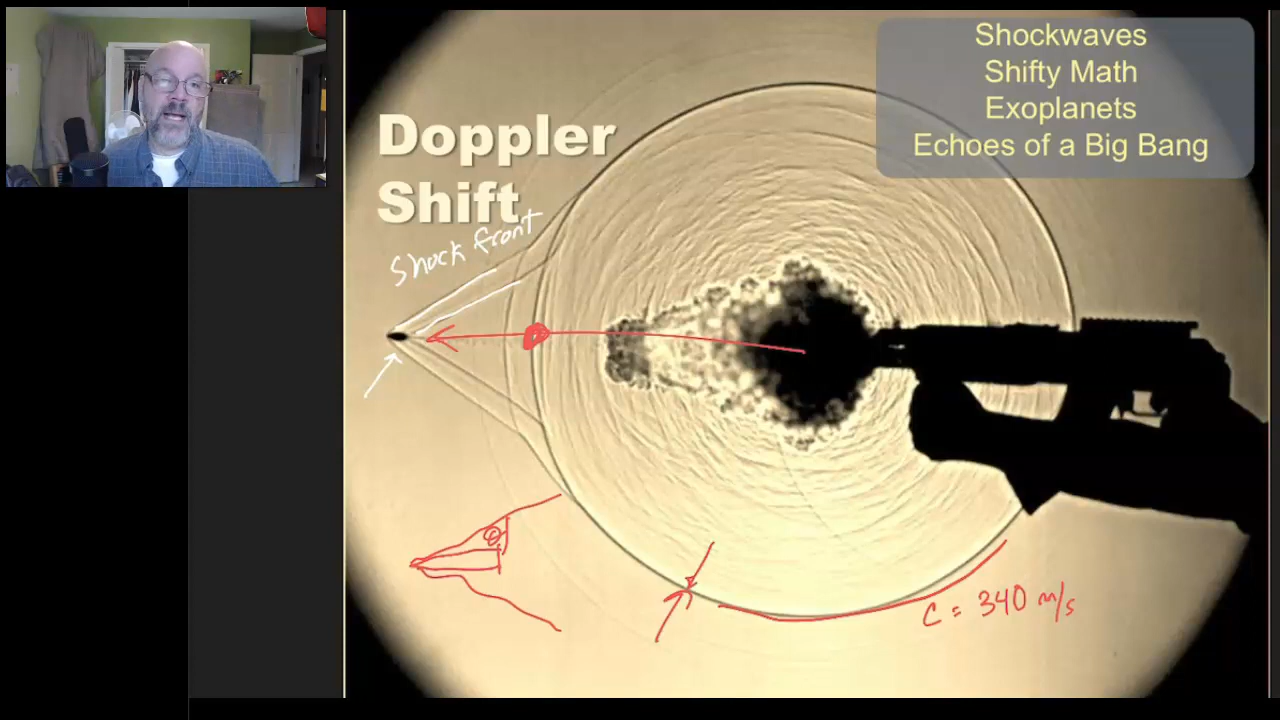 Shockwaves
Shifty Math
Exoplanets
Echoes of a Big Bang
Doppler
Shift
Shock front
c = 340 m/s